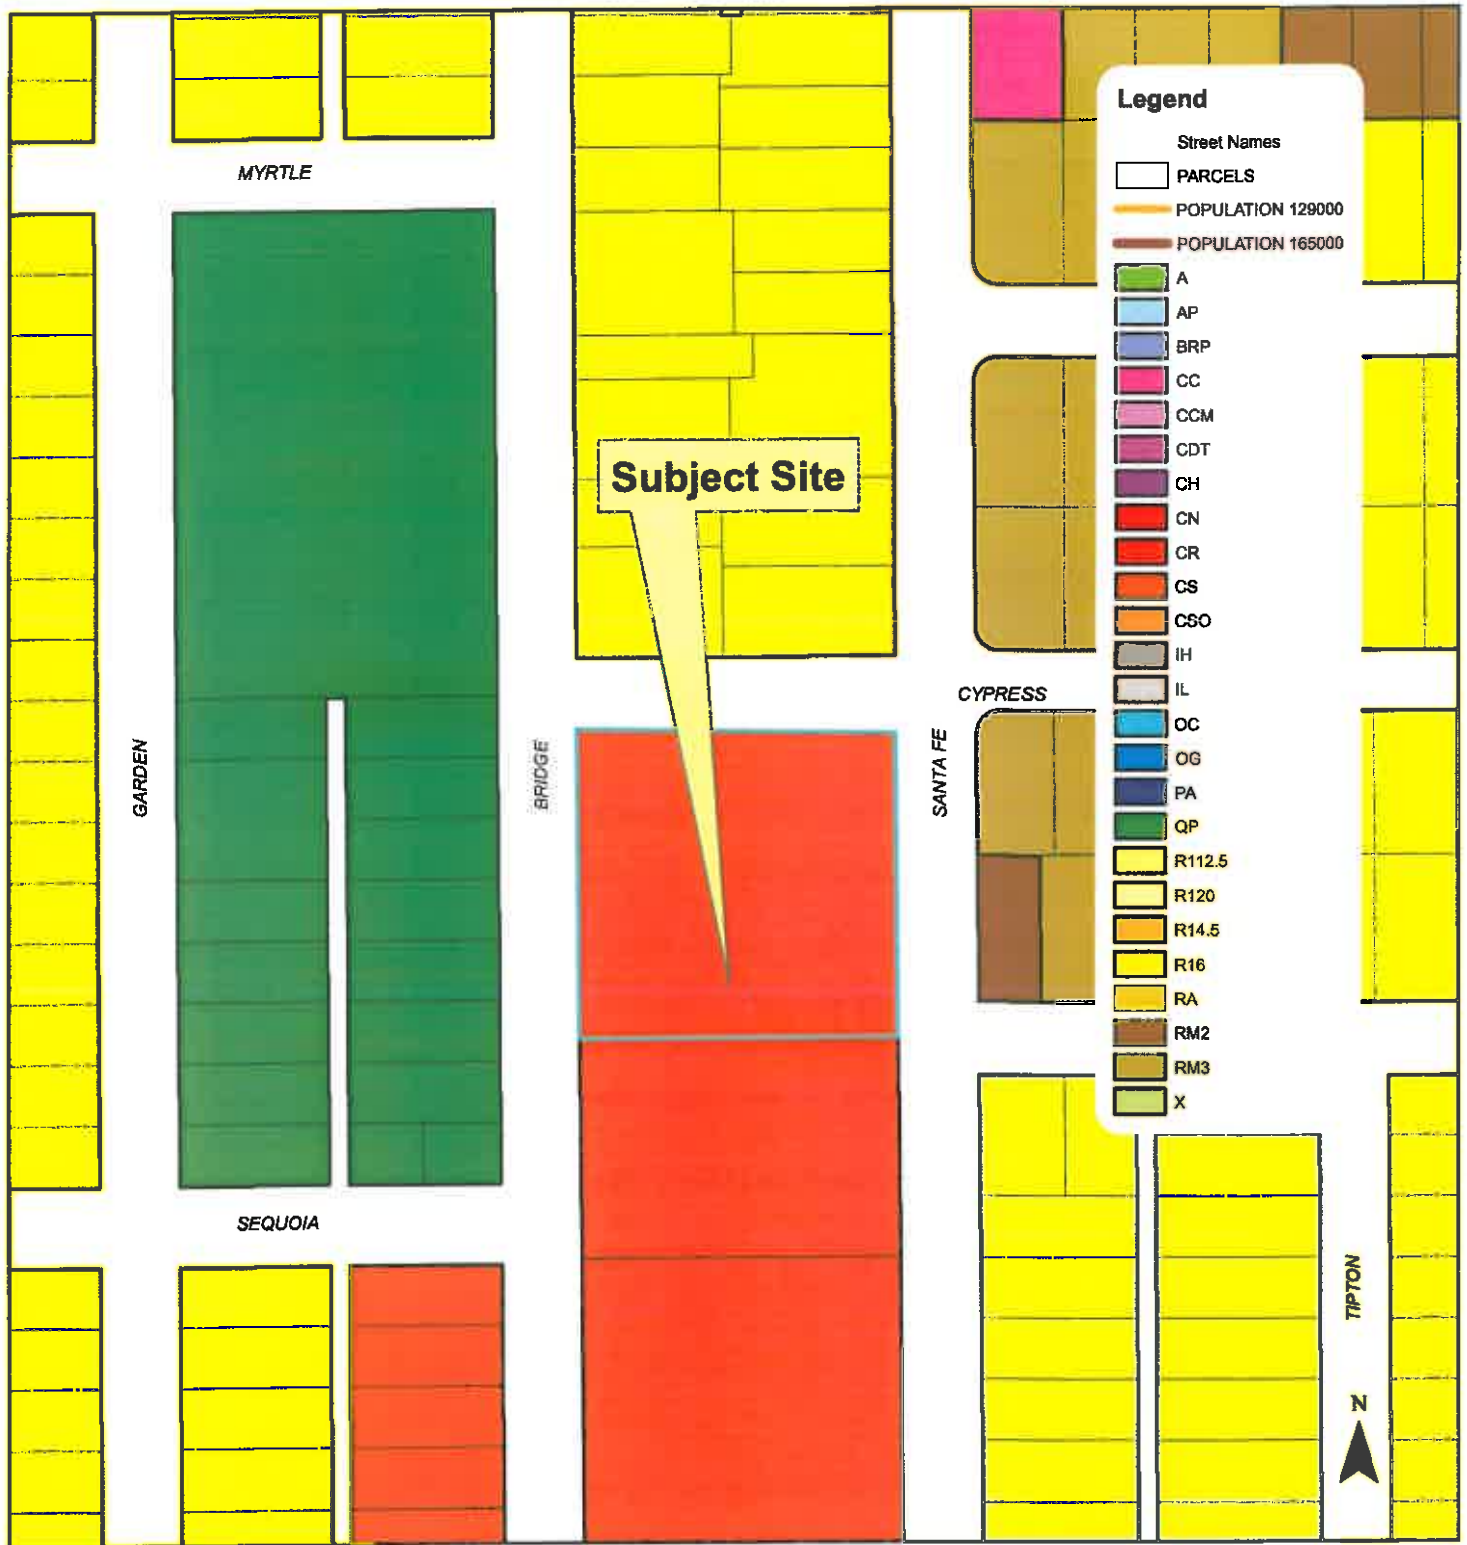 Legend
Street Names
PARCELS
POPULATION 129000
POPULATION 165000
A
AP
BRP
CC
CCM
CDT
CH
CN
CR
CS
CSO
IH
IL
OC
OG
PA
QP
R112.5
R120
R14.5
R16
RA
RM2
RM3
X
MYRTLE
Subject Site
CYPRESS
GARDEN
BRIDGE
SANTA FE
SEQUOIA
TIPTON
N